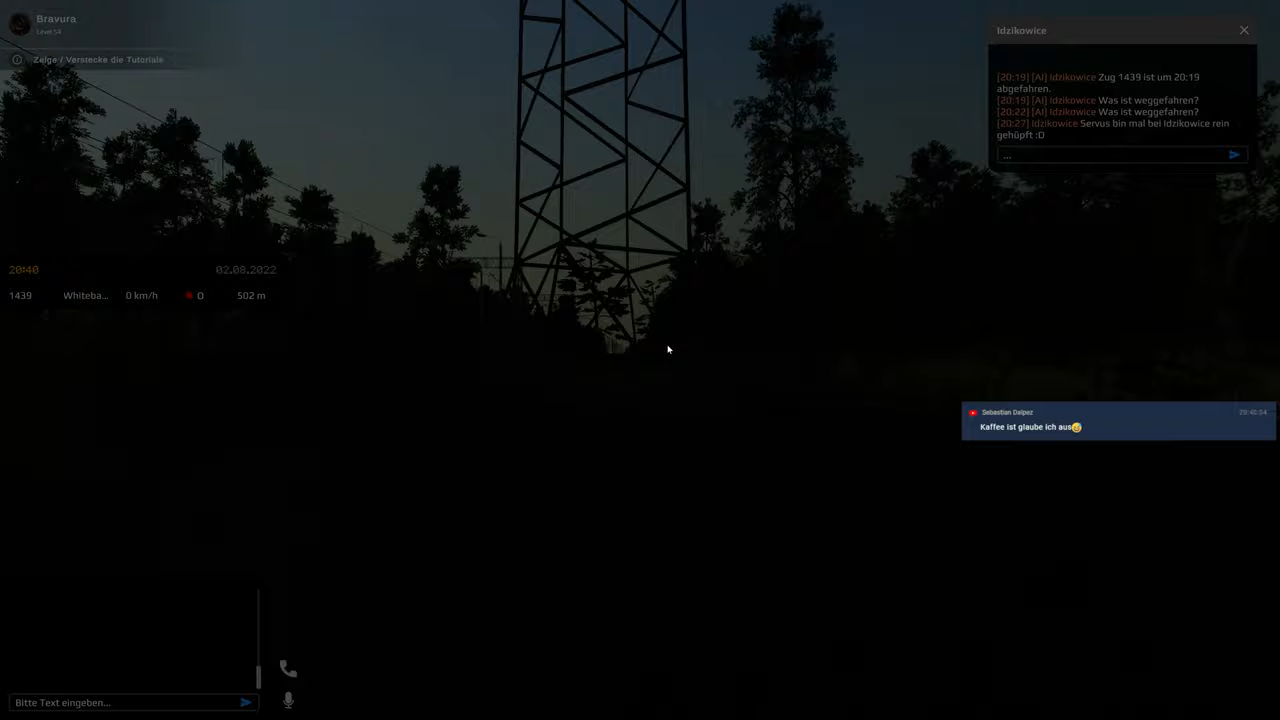 Bravura
Level 54
Zeige / Verstecke die Tutorials
Idzikowice
[20:19] [AI] Idzikowice Zug 1439 ist um 20:19
abgefahren.
[20:19] [AI] Idzikowice Was ist weggefahren?
[20:22] [AI] Idzikowice Was ist weggefahren?
[20:27] Idzikowice Servus bin mal bei Idzikowice rein
gehüpft :D
...
20:40 02.08.2022
1439 Whiteba... 0 km/h 0 502 m
Sebastian Dalpez 20:40:04
Kaffee ist glaube ich aus😅
Bitte Text eingeben...